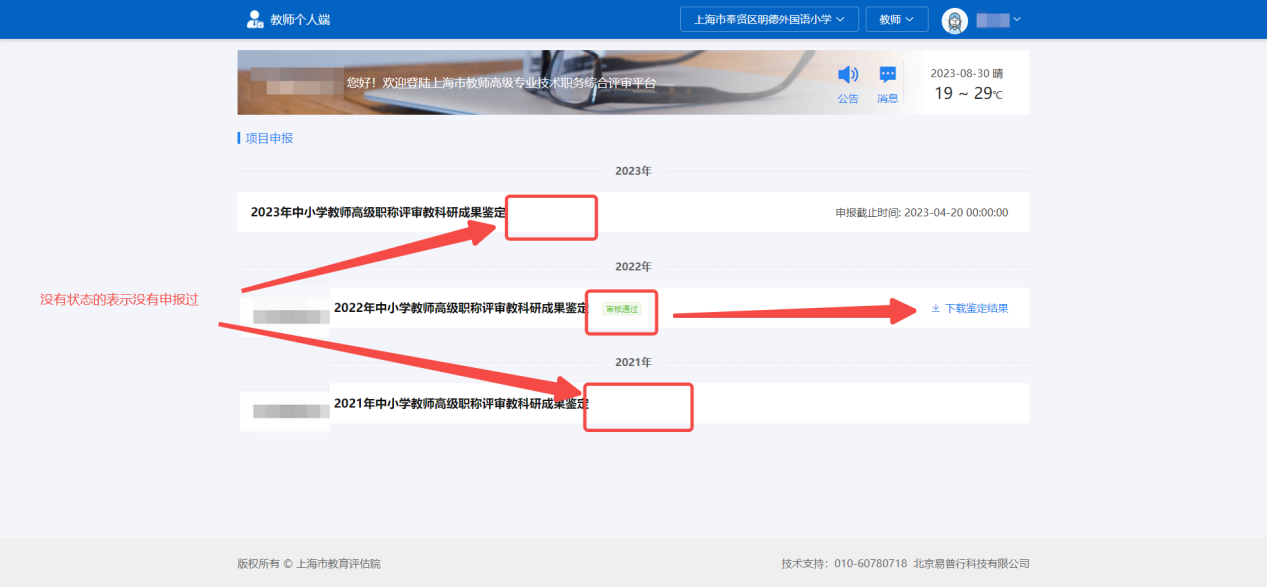 教师个人端
上海市奉贤区明德外国语小学
教师
您好！欢迎登陆上海市教师高级专业技术职务综合评审平台
公告
消息
2023-08-30 晴
19 ~ 29℃
项目申报
2023年
2023年中小学教师高级职称评审教科研成果鉴定
申报截止时间: 2023-04-20 00:00:00
2022年
没有状态的表示没有申报过
2022年中小学教师高级职称评审教科研成果鉴定
审核通过
下载鉴定结果
2021年
2021年中小学教师高级职称评审教科研成果鉴定
版权所有 © 上海市教育评估院
技术支持：010-60780718 北京易普行科技有限公司